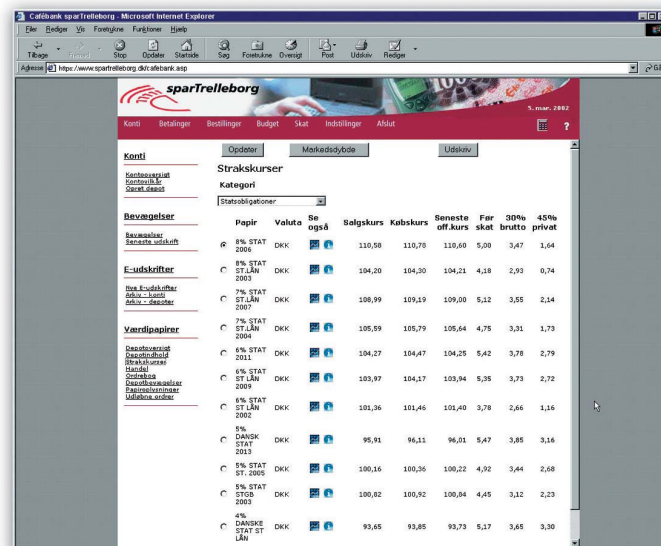 Cafébank sparTrelleborg - Microsoft Internet Explorer
Filer Rediger Vis Foretrukne Funktioner Hjælp
Tilbage Fremad Stop Opdater Startside Søg Foretrukne Oversigt Post Udskriv Rediger
Adresse https://www.spartrelleborg.dk/cafebank.asp
sparTrelleborg
5. mar. 2002
Konti Betalinger Bestillinger Budget Skat Indstillinger Afslut ?
Opdater Markedsdybde Udskriv
Konti
Kontooversigt
Kontovilkår
Opret depot
Bevægelser
Bevægelser
Seneste udskrift
E-udskrifter
Nye E-udskrifter
Arkiv - konti
Arkiv - depoter
Værdipapirer
Depotoversigt
Depotindhold
Strakskurser
Handel
Ordrebog
Depotbevægelser
Papiroplysninger
Udløbne ordrer
Strakskurser
Kategori
Statsobligationer
Papir Valuta Se også Salgskurs Købskurs Seneste off.kurs Før skat 30% brutto 45% privat
8% STAT 2006 DKK 110,58 110,78 110,60 5,00 3,47 1,64
8% STAT ST.LÅN 2003 DKK 104,20 104,30 104,21 4,18 2,93 0,74
7% STAT ST.LÅN 2007 DKK 108,99 109,19 109,00 5,12 3,55 2,14
7% STAT ST.LÅN 2004 DKK 105,59 105,79 105,64 4,75 3,31 1,73
6% STAT 2011 DKK 104,27 104,47 104,25 5,42 3,78 2,79
6% STAT ST LÅN 2009 DKK 103,97 104,17 103,94 5,35 3,73 2,72
6% STAT ST LÅN 2002 DKK 101,36 101,46 101,40 3,78 2,66 1,16
5% DANSK STAT 2013 DKK 95,91 96,11 96,01 5,47 3,85 3,16
5% STAT ST. 2005 DKK 100,16 100,36 100,22 4,92 3,44 2,68
5% STAT STGB 2003 DKK 100,82 100,92 100,84 4,45 3,12 2,23
4% DANSKE STAT ST LÅN DKK 93,65 93,85 93,73 5,17 3,65 3,30